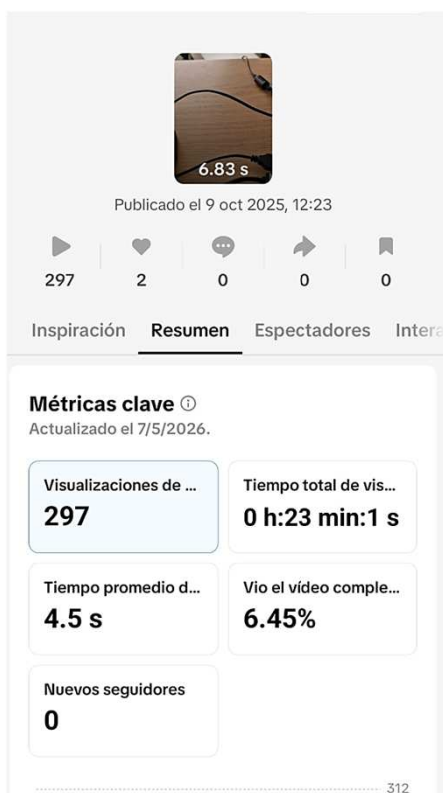 6.83 s
Publicado el 9 oct 2025, 12:23
297 2 0 0 0
Inspiración Resumen Espectadores Intera
Métricas clave
Actualizado el 7/5/2026.
Visualizaciones de ... Tiempo total de vis...
297 0 h:23 min:1 s
Tiempo promedio d... Vio el vídeo comple...
4.5 s 6.45%
Nuevos seguidores
0
312